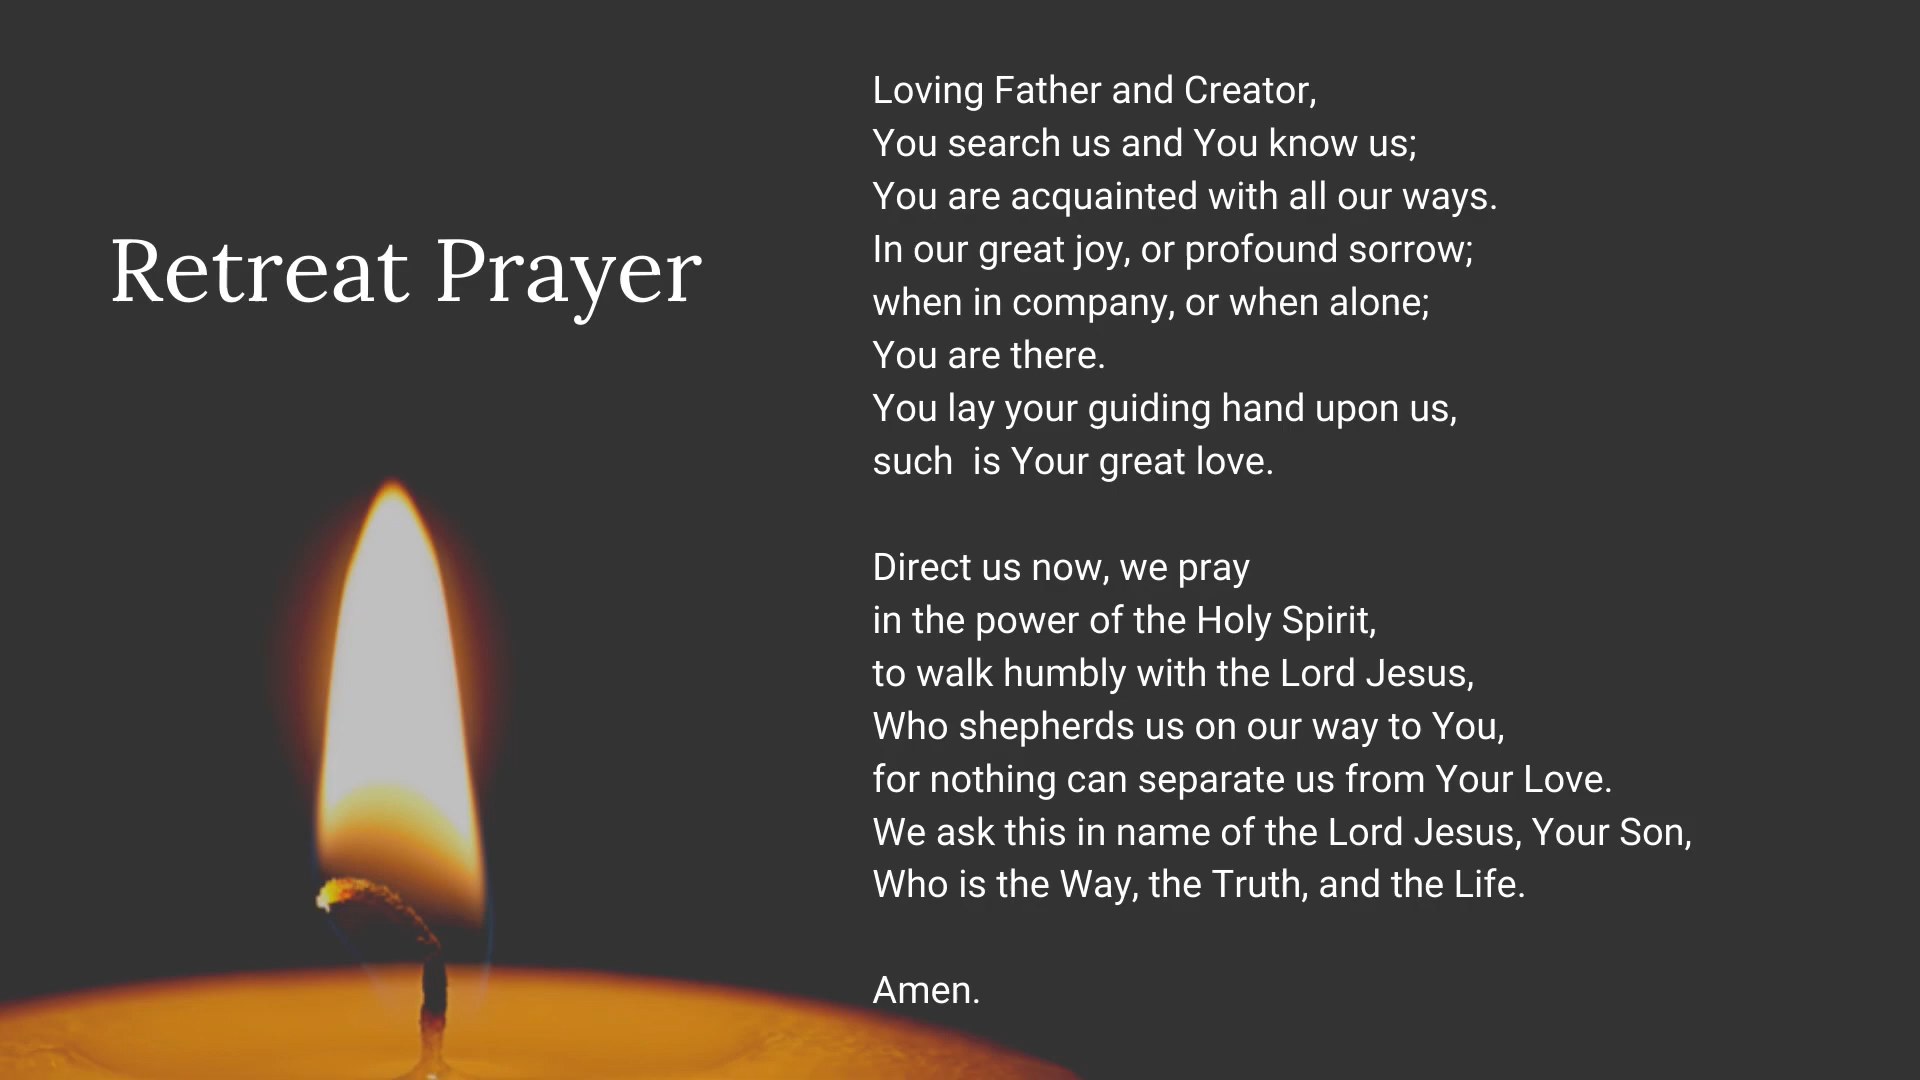 Retreat Prayer
Loving Father and Creator,
You search us and You know us;
You are acquainted with all our ways.
In our great joy, or profound sorrow;
when in company, or when alone;
You are there.
You lay your guiding hand upon us,
such  is Your great love.
Direct us now, we pray
in the power of the Holy Spirit,
to walk humbly with the Lord Jesus,
Who shepherds us on our way to You,
for nothing can separate us from Your Love.
We ask this in name of the Lord Jesus, Your Son,
Who is the Way, the Truth, and the Life.
Amen.